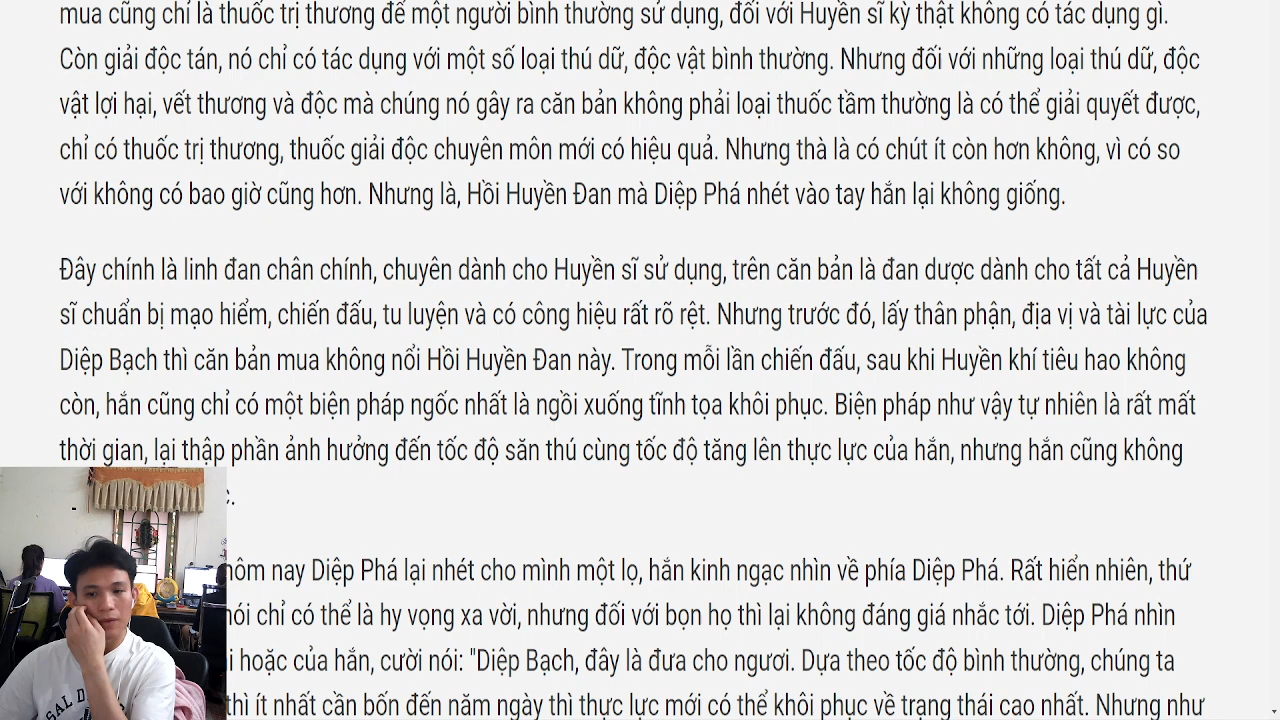 mua cũng chỉ là thuốc trị thương để một người bình thường sử dụng, đối với Huyền sĩ kỳ thật không có tác dụng gì.
Còn giải độc tán, nó chỉ có tác dụng với một số loại thú dữ, độc vật bình thường. Nhưng đối với những loại thú dữ, độc
vật lợi hại, vết thương và độc mà chúng nó gây ra căn bản không phải loại thuốc tầm thường là có thể giải quyết được,
chỉ có thuốc trị thương, thuốc giải độc chuyên môn mới có hiệu quả. Nhưng thà là có chút ít còn hơn không, vì có so
với không có bao giờ cũng hơn. Nhưng là, Hồi Huyền Đan mà Diệp Phá nhét vào tay hắn lại không giống.
Đây chính là linh đan chân chính, chuyên dành cho Huyền sĩ sử dụng, trên căn bản là đan dược dành cho tất cả Huyền
sĩ chuẩn bị mạo hiểm, chiến đấu, tu luyện và có công hiệu rất rõ rệt. Nhưng trước đó, lấy thân phận, địa vị và tài lực của
Diệp Bạch thì căn bản mua không nổi Hồi Huyền Đan này. Trong mỗi lần chiến đấu, sau khi Huyền khí tiêu hao không
còn, hắn cũng chỉ có một biện pháp ngốc nhất là ngồi xuống tĩnh tọa khôi phục. Biện pháp như vậy tự nhiên là rất mất
thời gian, lại thập phần ảnh hưởng đến tốc độ săn thú cùng tốc độ tăng lên thực lực của hắn, nhưng hắn cũng không
c.
hôm nay Diệp Phá lại nhét cho mình một lọ, hắn kinh ngạc nhìn về phía Diệp Phá. Rất hiển nhiên, thứ
nói chỉ có thể là hy vọng xa vời, nhưng đối với bọn họ thì lại không đáng giá nhắc tới. Diệp Phá nhìn
i hoặc của hắn, cười nói: "Diệp Bạch, đây là đưa cho ngươi. Dựa theo tốc độ bình thường, chúng ta
thì ít nhất cần bốn đến năm ngày thì thực lực mới có thể khôi phục về trạng thái cao nhất. Nhưng như